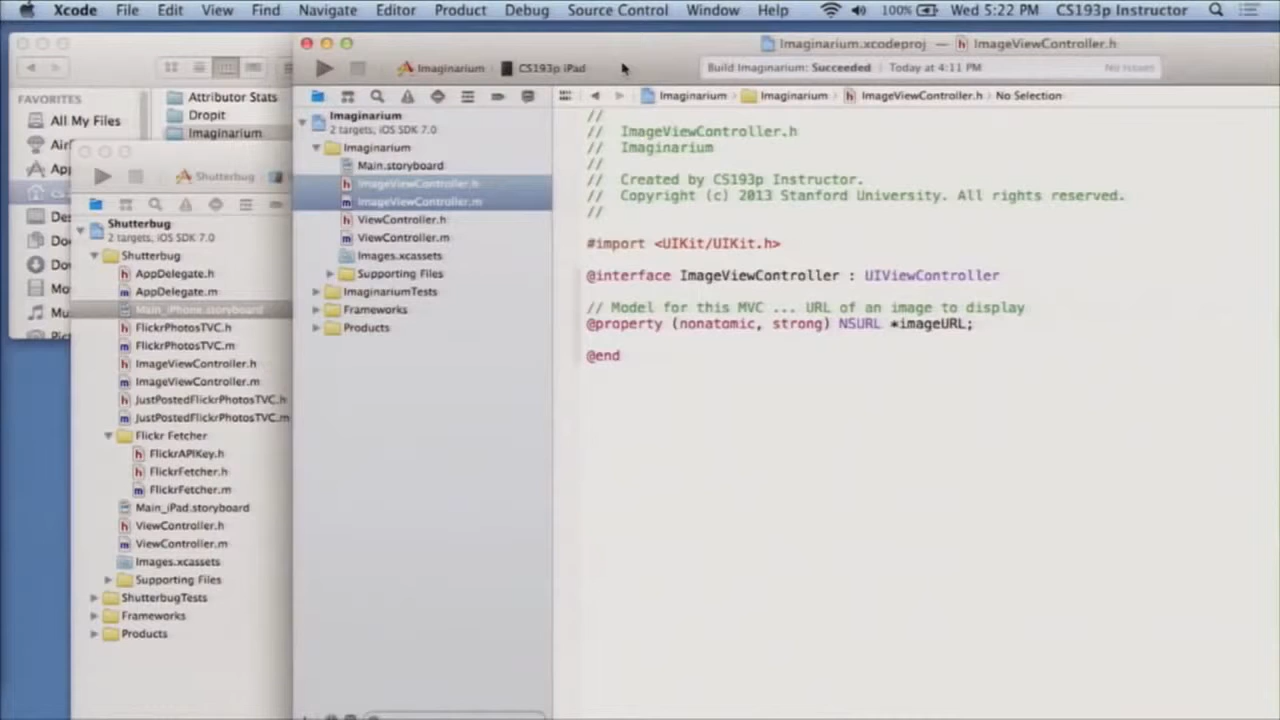 Xcode File Edit View Find Navigate Editor Product Debug Source Control Window Help 100% Wed 5:22 PM CS193p Instructor
Imaginarium.xcodeproj — ImageViewController.h
Imaginarium CS193p iPad
Build Imaginarium: Succeeded Today at 4:11 PM No Issues
FAVORITES
All My Files
Attributor Stats
Dropit
Imaginarium
Shutterbug
Shutterbug
2 targets, iOS SDK 7.0
Shutterbug
AppDelegate.h
AppDelegate.m
Main_iPhone.storyboard
FlickrPhotosTVC.h
FlickrPhotosTVC.m
ImageViewController.h
ImageViewController.m
JustPostedFlickrPhotosTVC.h
JustPostedFlickrPhotosTVC.m
Flickr Fetcher
FlickrAPIKey.h
FlickrFetcher.h
FlickrFetcher.m
Main_iPad.storyboard
ViewController.h
ViewController.m
Images.xcassets
Supporting Files
ShutterbugTests
Frameworks
Products
Imaginarium
2 targets, iOS SDK 7.0
Imaginarium
Main.storyboard
ImageViewController.h
ImageViewController.m
ViewController.h
ViewController.m
Images.xcassets
Supporting Files
ImaginariumTests
Frameworks
Products
Imaginarium Imaginarium ImageViewController.h No Selection
//
// ImageViewController.h
// Imaginarium
//
// Created by CS193p Instructor.
// Copyright (c) 2013 Stanford University. All rights reserved.
//
#import <UIKit/UIKit.h>
@interface ImageViewController : UIViewController
// Model for this MVC ... URL of an image to display
@property (nonatomic, strong) NSURL *imageURL;
@end